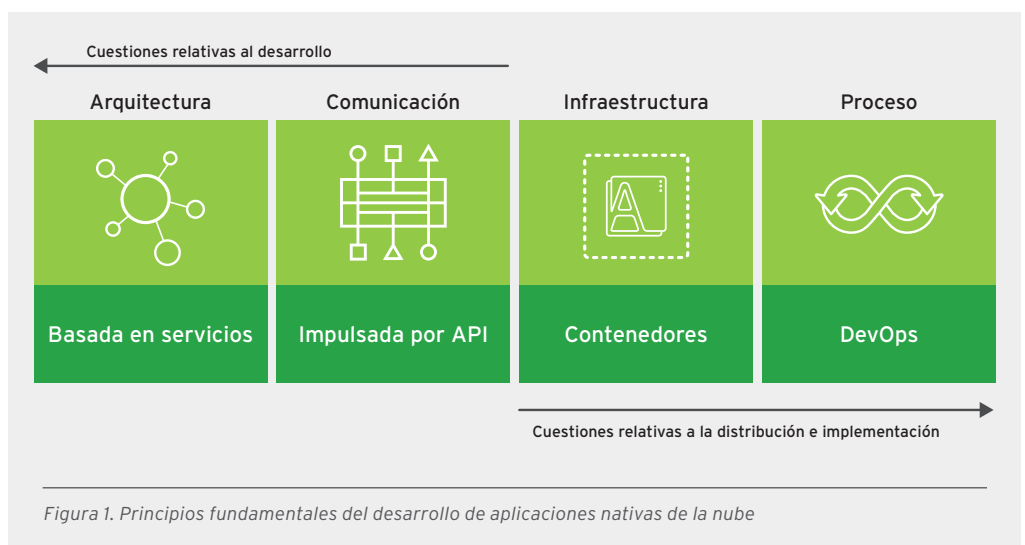 Cuestiones relativas al desarrollo
Arquitectura
Comunicación
Infraestructura
Proceso
Basada en servicios
Impulsada por API
Contenedores
DevOps
Cuestiones relativas a la distribución e implementación
Figura 1. Principios fundamentales del desarrollo de aplicaciones nativas de la nube